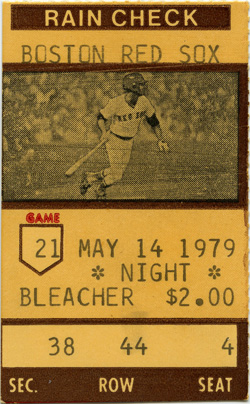 RAIN CHECK
BOSTON RED SOX
RED SOX
GAME
21 MAY 14 1979
* NIGHT *
BLEACHER $2.00
38 44 4
SEC. ROW SEAT